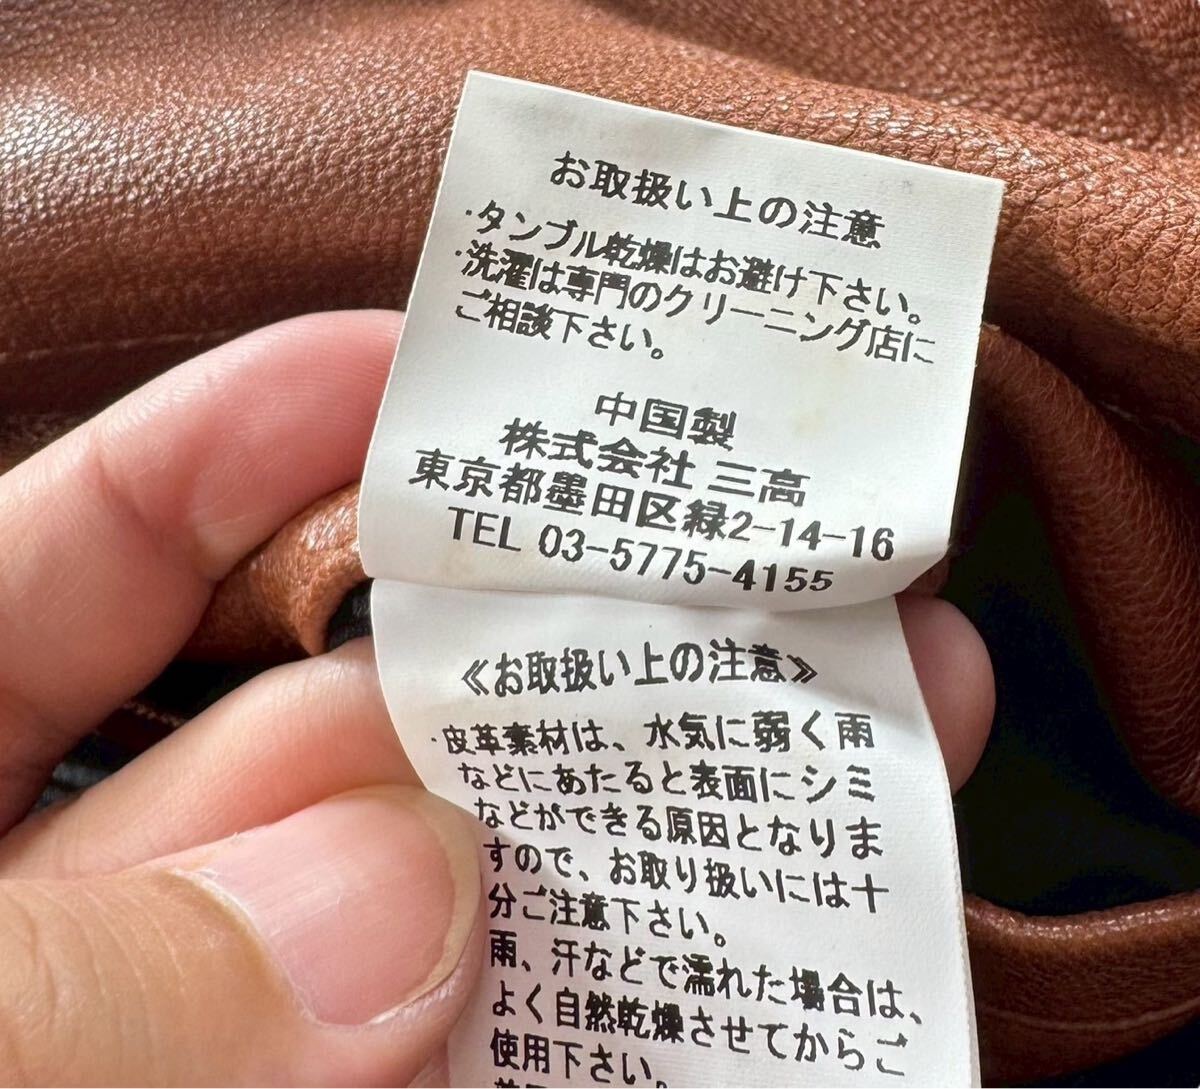 お取扱い上の注意
・タンブル乾燥はお避け下さい。
・洗濯は専門のクリーニング店に
ご相談下さい。
中国製
株式会社 三高
東京都墨田区緑2-14-16
TEL 03-5775-4155
≪お取扱い上の注意≫
・皮革素材は、水気に弱く雨
などにあたると表面にシミ
などができる原因となりま
すので、お取り扱いには十
分ご注意下さい。
雨、汗などで濡れた場合は、
よく自然乾燥させてからご
使用下さい。